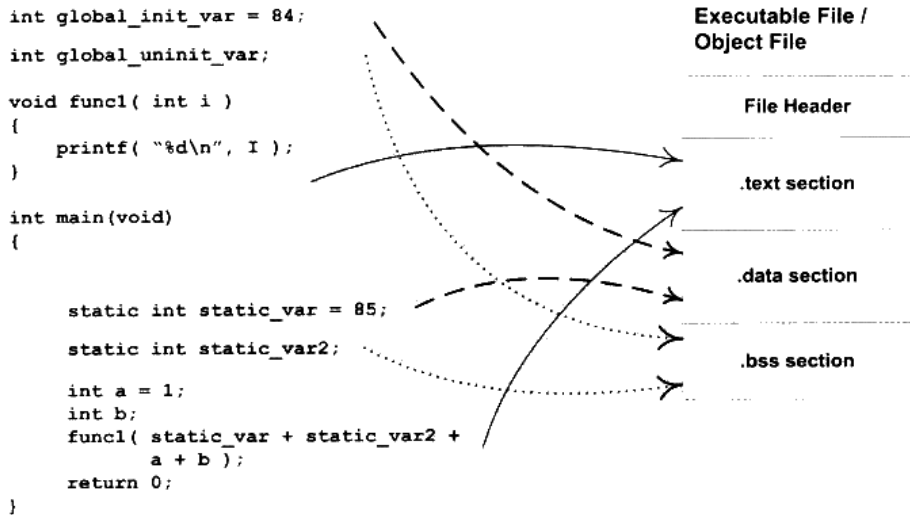 int global_init_var = 84;
int global_uninit_var;
void func1( int i )
{
printf( “%d\n”, I );
}
int main(void)
{
static int static_var = 85;
static int static_var2;
int a = 1;
int b;
func1( static_var + static_var2 +
a + b );
return 0;
}
Executable File /
Object File
File Header
.text section
.data section
.bss section